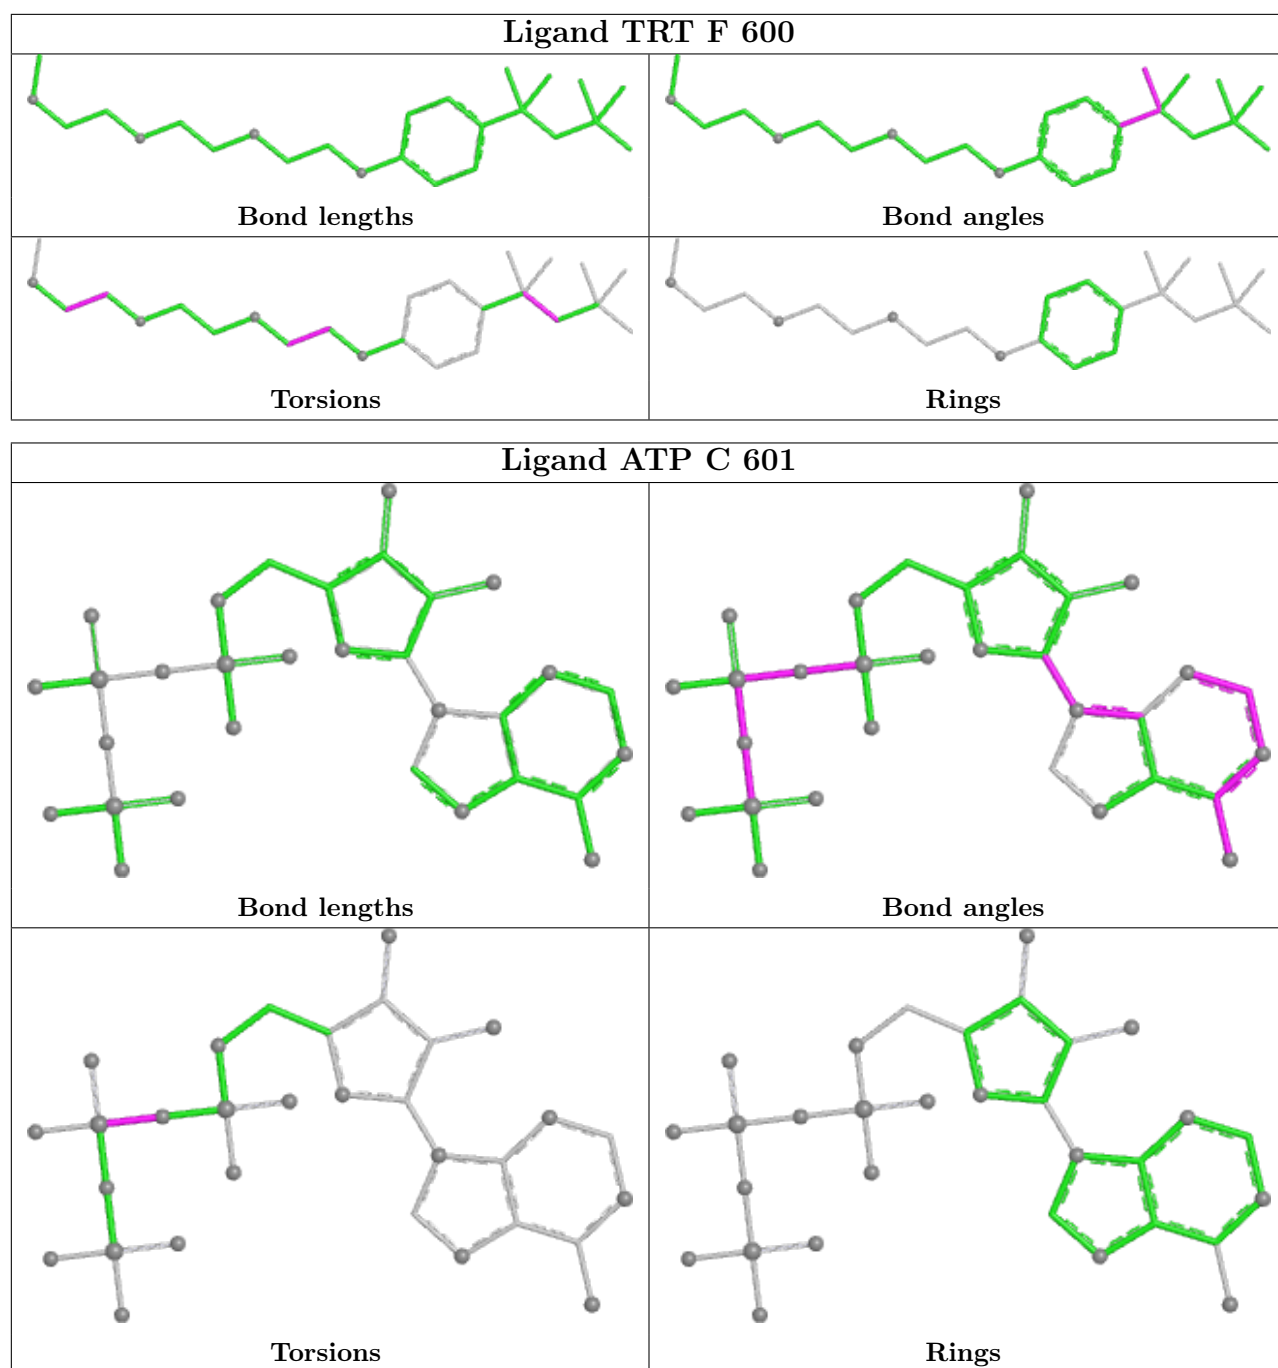 Ligand TRT F 600
Bond lengths
Bond angles
Torsions
Rings
Ligand ATP C 601
Bond lengths
Bond angles
Torsions
Rings